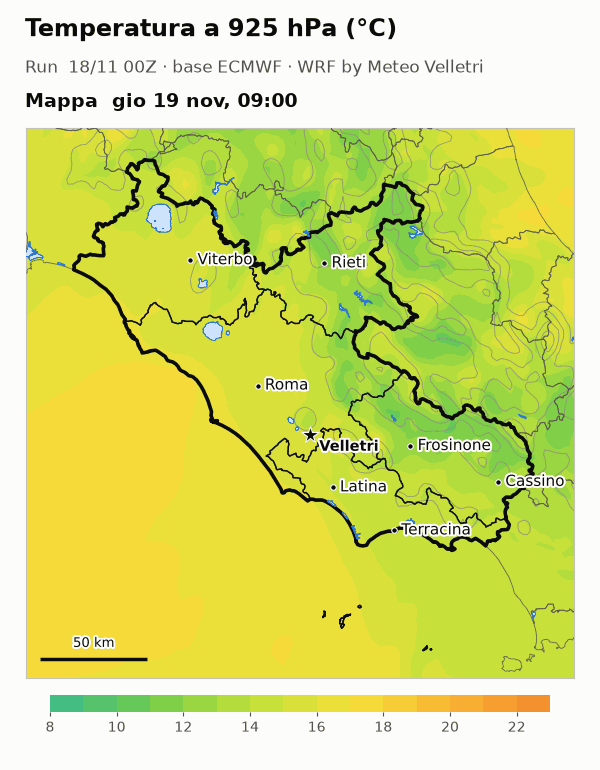 Temperatura a 925 hPa (°C)
Run  18/11 00Z · base ECMWF · WRF by Meteo Velletri
Mappa  gio 19 nov, 09:00
Viterbo
Rieti
Roma
Velletri
Frosinone
Cassino
Latina
Terracina
50 km
8 10 12 14 16 18 20 22